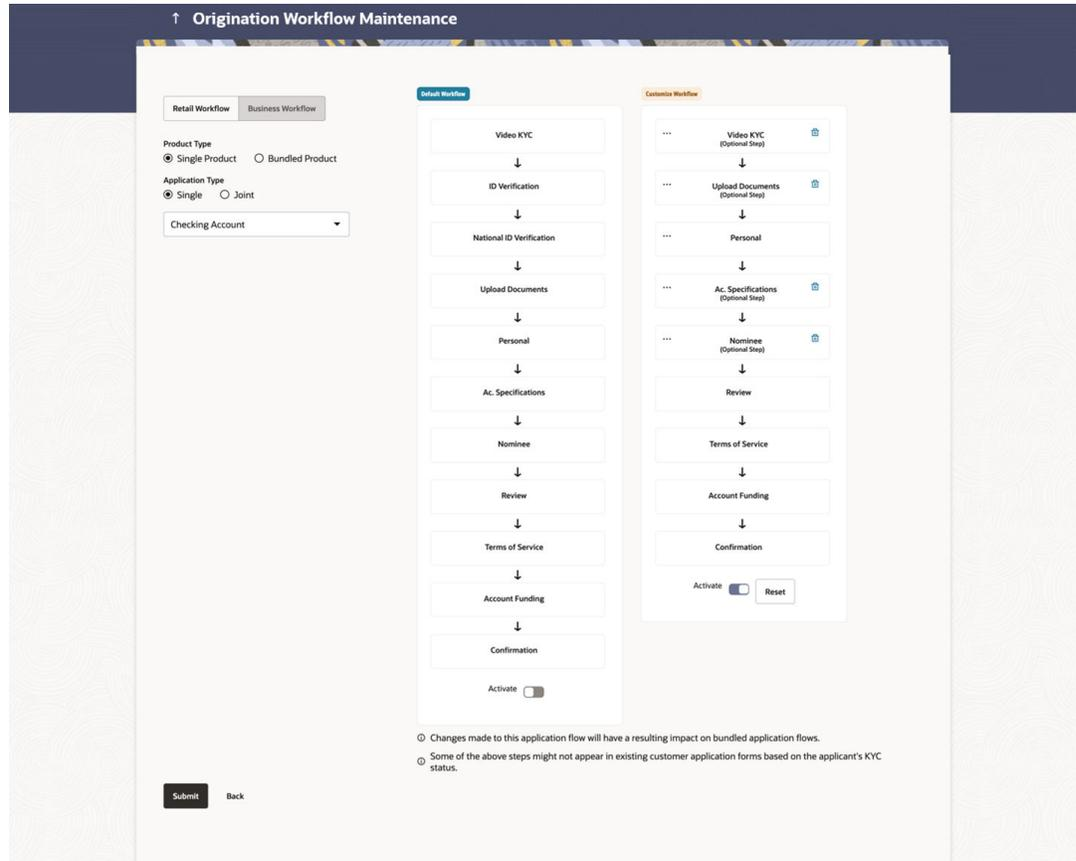 Origination Workflow Maintenance
Retail Workflow
Business Workflow
Product Type
Single Product
Bundled Product
Application Type
Single
Joint
Checking Account
Default Workflow
Video KYC
ID Verification
National ID Verification
Upload Documents
Personal
Ac. Specifications
Nominee
Review
Terms of Service
Account Funding
Confirmation
Activate
Customize Workflow
Video KYC
(Optional Step)
Upload Documents
(Optional Step)
Personal
Ac. Specifications
(Optional Step)
Nominee
(Optional Step)
Review
Terms of Service
Account Funding
Confirmation
Activate
Reset
Changes made to this application flow will have a resulting impact on bundled application flows.
Some of the above steps might not appear in existing customer application forms based on the applicant's KYC
status.
Submit
Back